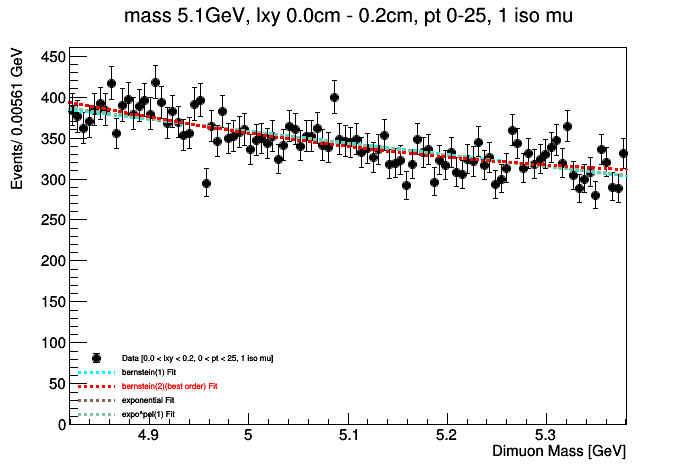 mass 5.1GeV, lxy 0.0cm - 0.2cm, pt 0-25, 1 iso mu
Events/ 0.00561 GeV
450
400
350
300
250
200
150
100
50
0
Data [0.0 < lxy < 0.2, 0 < pt < 25, 1 iso mu]
bernstein(1) Fit
bernstein(2)(best order) Fit
exponential Fit
expo*pol(1) Fit
4.9 5 5.1 5.2 5.3
Dimuon Mass [GeV]